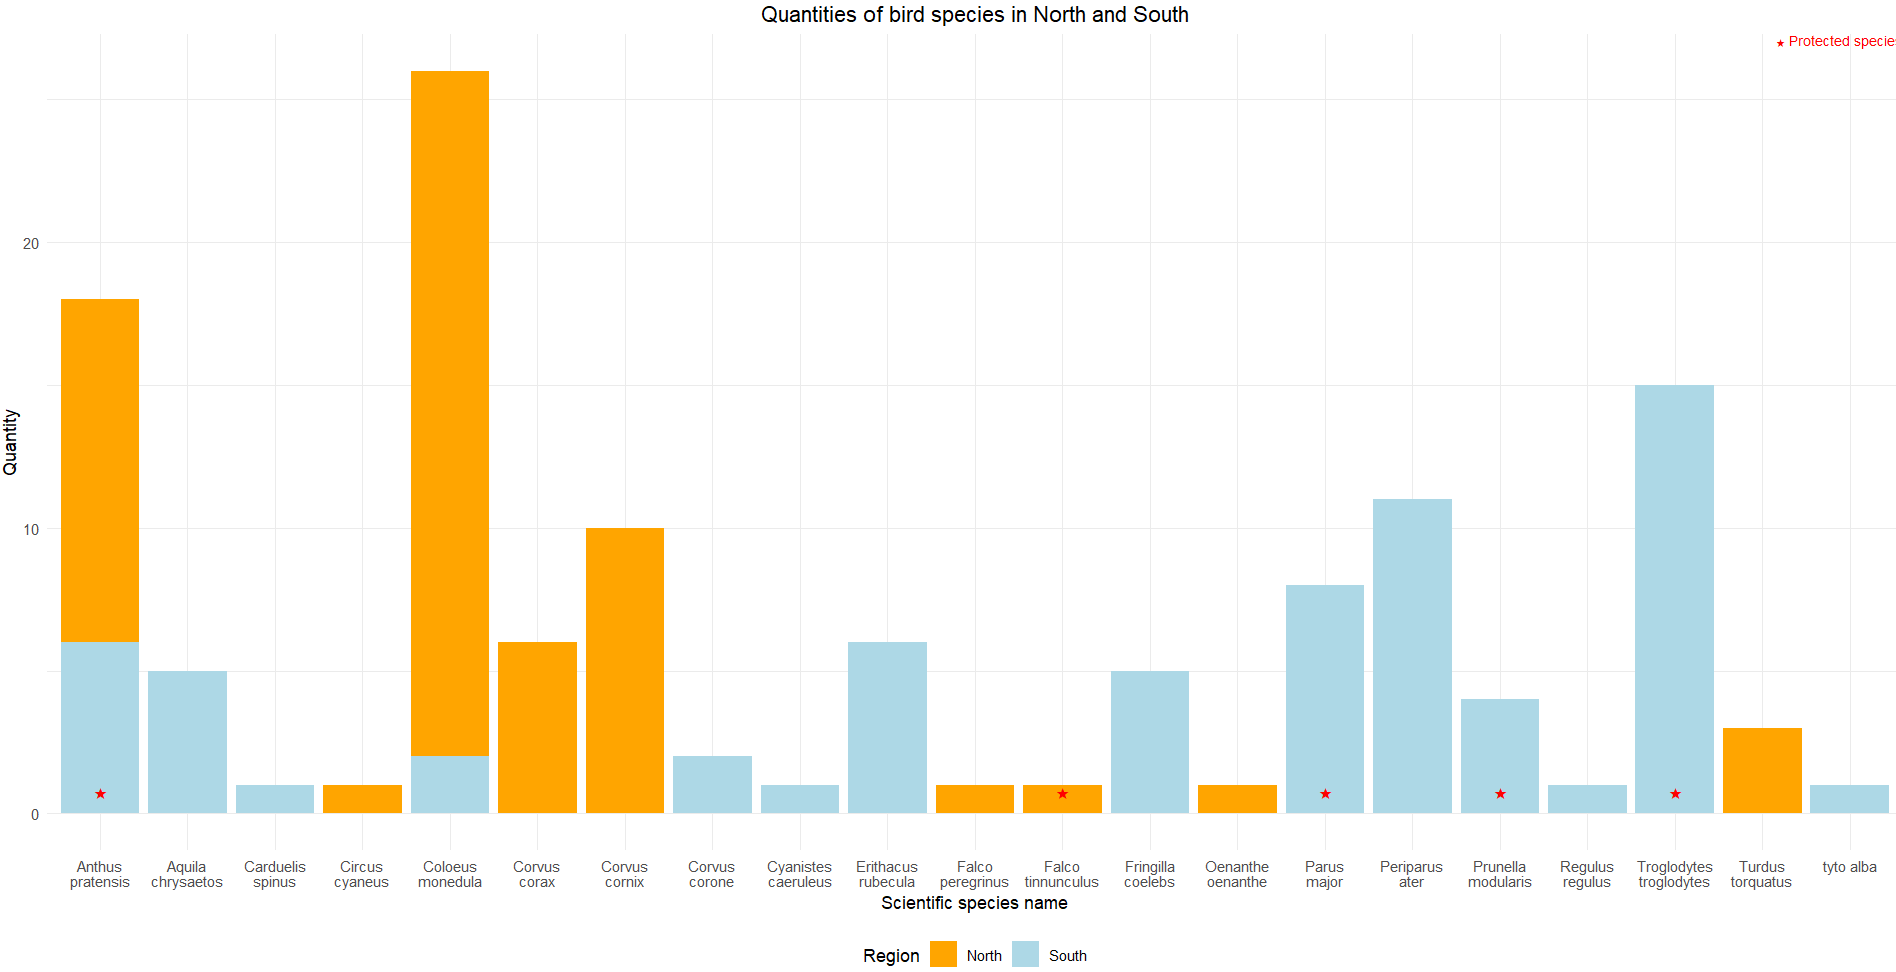 Quantities of bird species in North and South
★ Protected specie
Quantity
20
10
0
Anthus
pratensis
Aquila
chrysaetos
Carduelis
spinus
Circus
cyaneus
Coloeus
monedula
Corvus
corax
Corvus
cornix
Corvus
corone
Cyanistes
caeruleus
Erithacus
rubecula
Falco
peregrinus
Falco
tinnunculus
Fringilla
coelebs
Oenanthe
oenanthe
Parus
major
Periparus
ater
Prunella
modularis
Regulus
regulus
Troglodytes
troglodytes
Turdus
torquatus
tyto alba
Scientific species name
Region North South